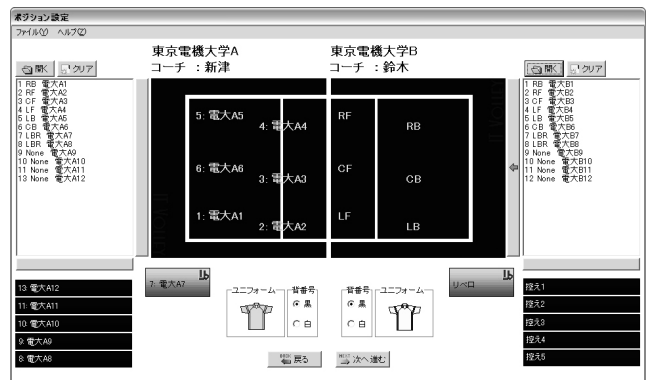 ポジション設定
ファイル(Y) ヘルプ(Z)
東京電機大学A
コーチ ：新津
東京電機大学B
コーチ ：鈴木
開く クリア
開く クリア
1 RB 電大A1
2 RF 電大A2
3 CF 電大A3
4 LF 電大A4
5 LB 電大A5
6 CB 電大A6
7 LBR 電大A7
8 LBR 電大A8
9 None 電大A9
10 None 電大A10
11 None 電大A11
13 None 電大A12
5: 電大A5
4: 電大A4
6: 電大A6
3: 電大A3
1: 電大A1
2: 電大A2
RF
RB
CF
CB
LF
LB
1 RB 電大B1
2 RF 電大B2
3 CF 電大B3
4 LF 電大B4
5 LB 電大B5
6 CB 電大B6
7 LBR 電大B7
8 LBR 電大B8
9 None 電大B9
10 None 電大B10
11 None 電大B11
12 None 電大B12
13: 電大A12
11: 電大A11
10: 電大A10
9: 電大A9
8: 電大A8
7: 電大A7
Lb
ユニフォーム
背番号
黒
白
背番号
黒
白
ユニフォーム
リベロ
Lb
控え1
控え2
控え3
控え4
控え5
BACK 戻る
NEXT 次へ進む